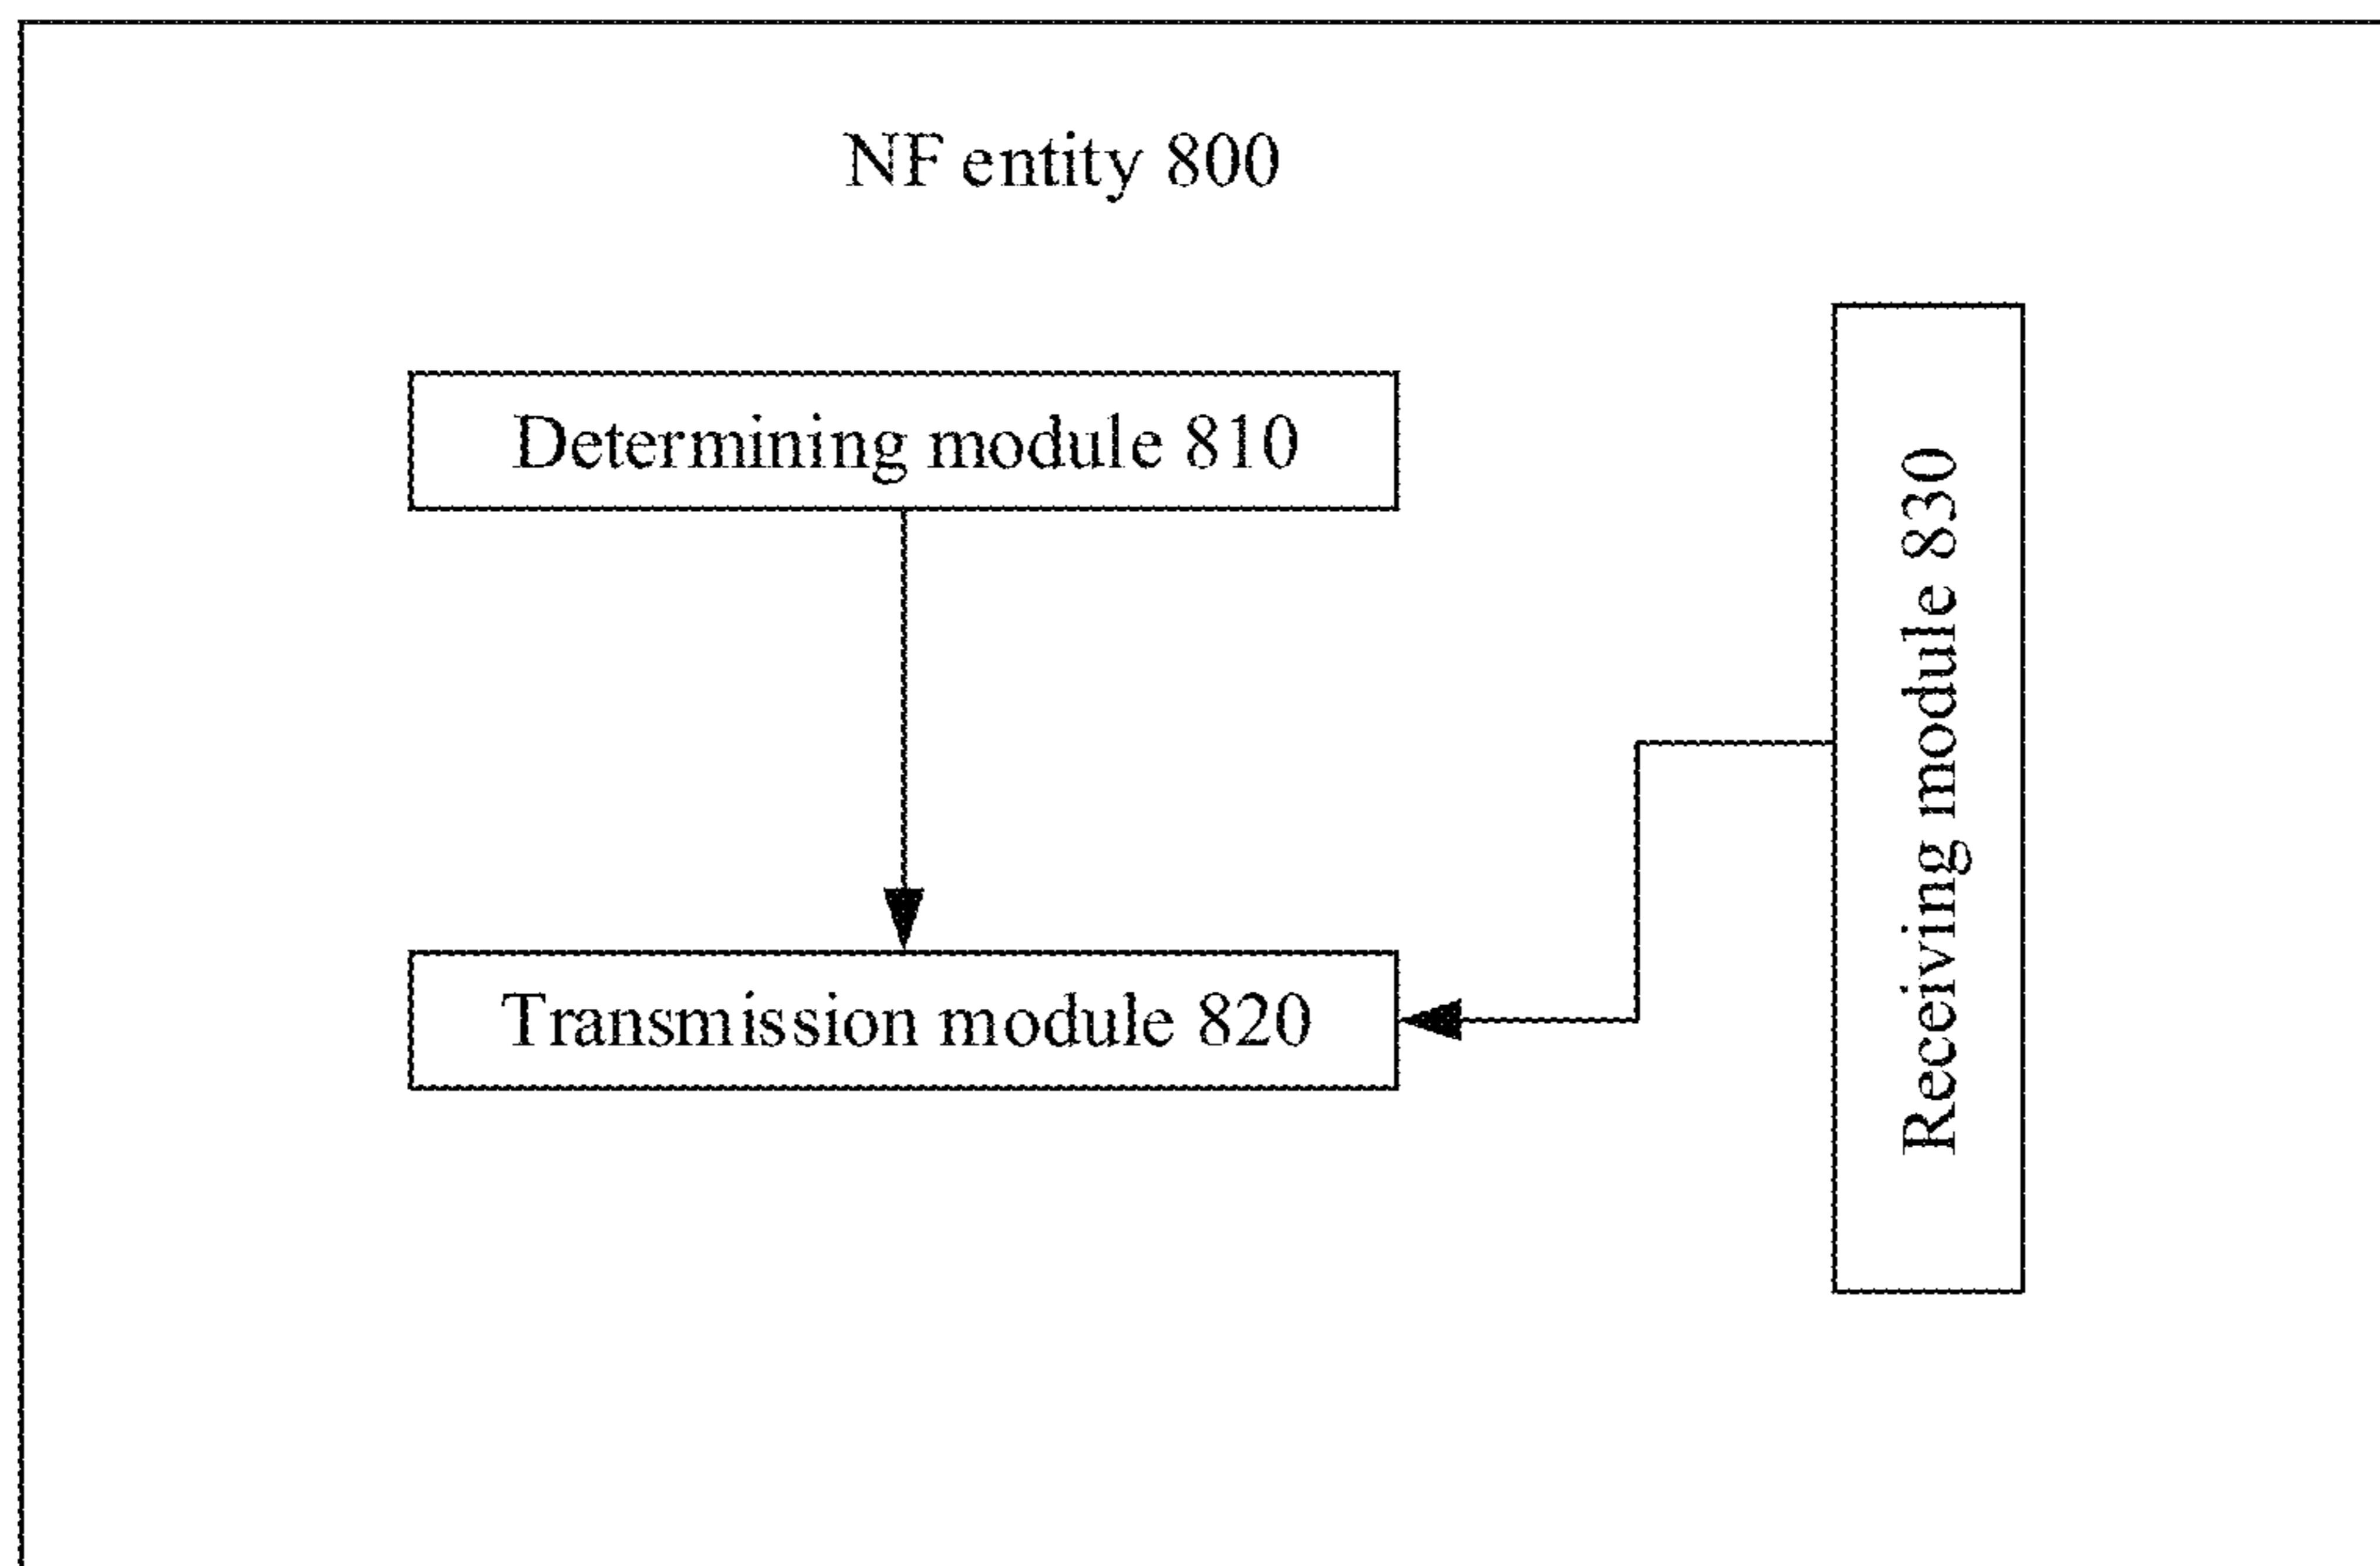 NF entity 800
Determining module 810
Transmission module 820
Receiving module 830